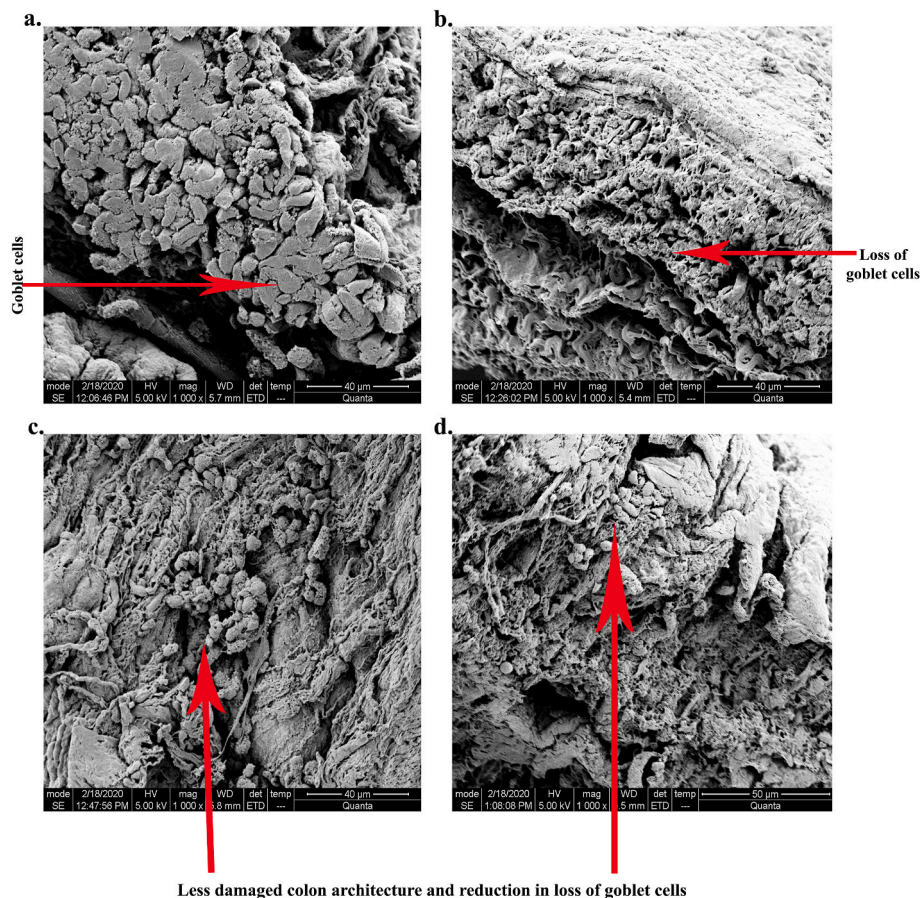 a.
b.
Goblet cells
Loss of
goblet cells
mode 2/18/2020 HV mag WD det temp 40 µm
SE 12:06:46 PM 5.00 kV 1 000 x 5.7 mm ETD --- Quanta
mode 2/18/2020 HV mag WD det temp 40 µm
SE 12:26:02 PM 5.00 kV 1 000 x 5.4 mm ETD --- Quanta
c.
d.
mode 2/18/2020 HV mag WD det temp 40 µm
SE 12:47:56 PM 5.00 kV 1 000 x .8 mm ETD --- Quanta
mode 2/18/2020 HV mag WD det temp 50 µm
SE 1:08:08 PM 5.00 kV 1 000 x .5 mm ETD --- Quanta
Less damaged colon architecture and reduction in loss of goblet cells